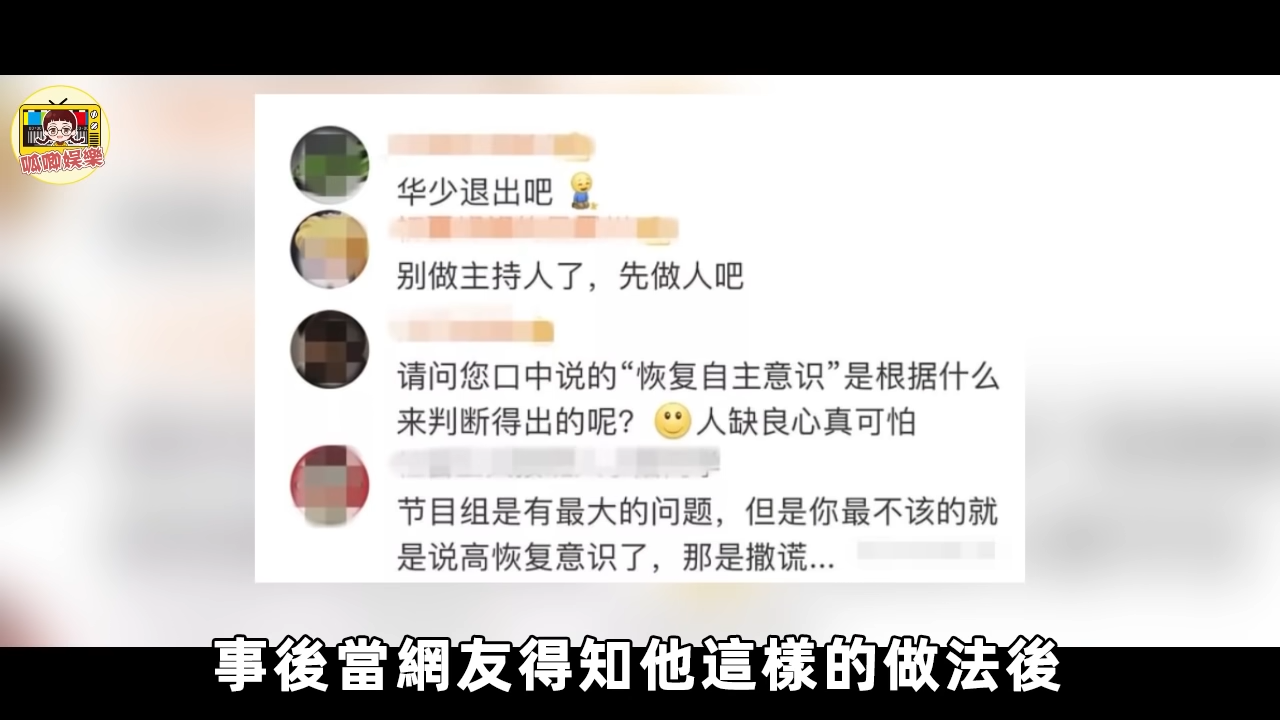 呱唧娛樂
华少退出吧
别做主持人了，先做人吧
请问您口中说的“恢复自主意识”是根据什么
来判断得出的呢？人缺良心真可怕
节目组是有最大的问题，但是你最不该的就
是说高恢复意识了，那是撒谎...
事後當網友得知他這樣的做法後